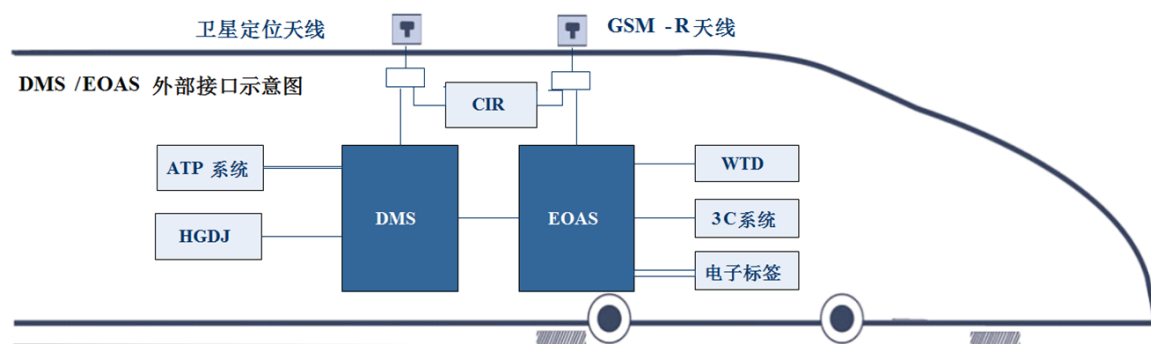 卫星定位天线
GSM -R 天线
DMS /EOAS 外部接口示意图
CIR
ATP 系统
DMS
EOAS
WTD
HGDJ
3C系统
电子标签